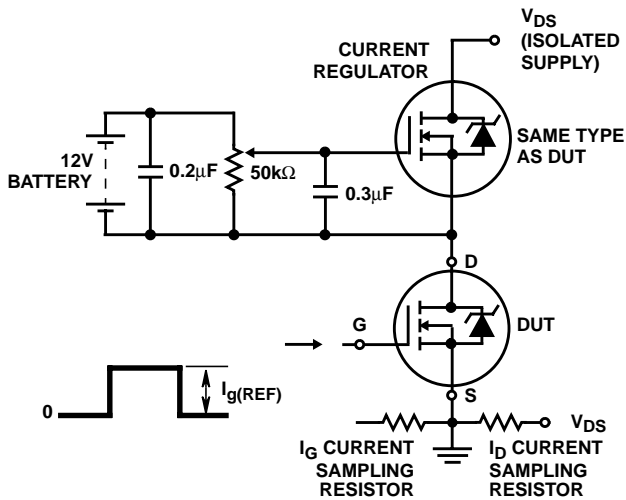 V_DS
(ISOLATED
SUPPLY)
CURRENT
REGULATOR
12V
BATTERY
0.2μF
50kΩ
0.3μF
SAME TYPE
AS DUT
D
DUT
G
0
I_g(REF)
S
V_DS
I_G CURRENT
SAMPLING
RESISTOR
I_D CURRENT
SAMPLING
RESISTOR